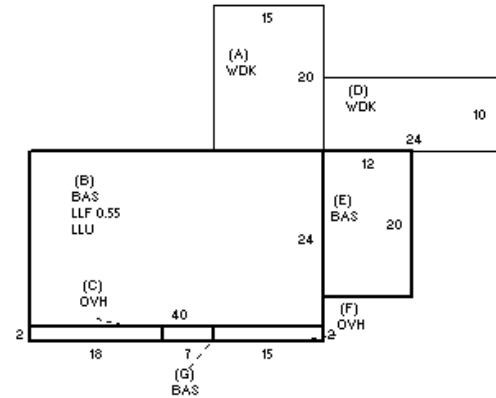 15
(A)
WDK
20
(D)
WDK
10
24
12
(B)
BAS
LLF 0.55
LLU
(E)
BAS
20
24
(C)
OVH
40
(F)
OVH
2
2
18
7
15
(G)
BAS